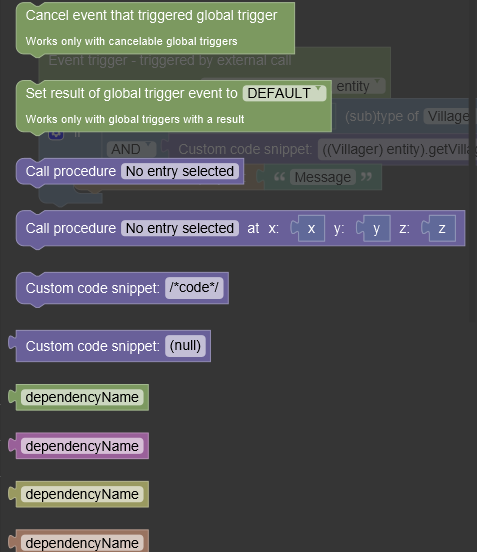 Cancel event that triggered global trigger
Works only with cancelable global triggers
Event trigger - triggered by external call
entity
Set result of global trigger event to DEFAULT
Works only with global triggers with a result
(sub)type of Village
if
AND Custom code snippet: ((Villager) entity).getVilla
Call procedure No entry selected
“ Message ”
Call procedure No entry selected at x: x y: y z: z
Custom code snippet: /*code*/
Custom code snippet: (null)
dependencyName
dependencyName
dependencyName
dependencyName